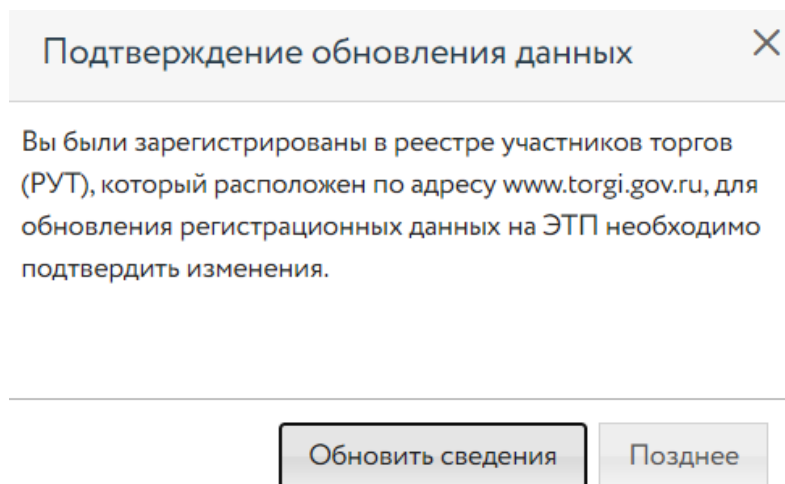 Подтверждение обновления данных
Вы были зарегистрированы в реестре участников торгов
(РУТ), который расположен по адресу www.torgi.gov.ru, для
обновления регистрационных данных на ЭТП необходимо
подтвердить изменения.
Обновить сведения
Позднее